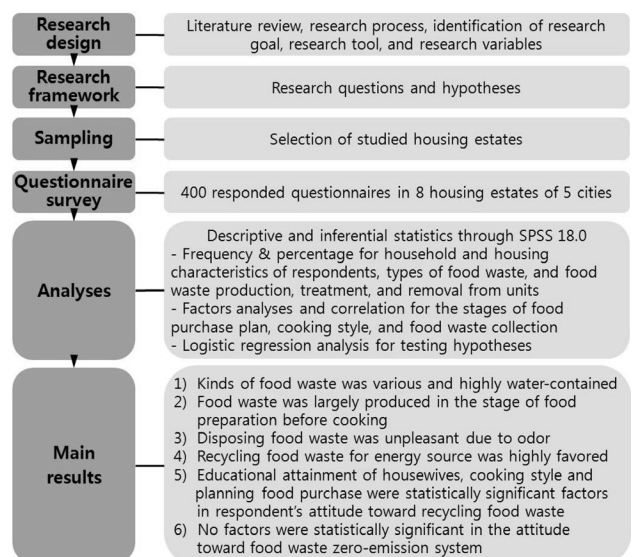 Research
design
Literature review, research process, identification of research
goal, research tool, and research variables
Research
framework
Research questions and hypotheses
Sampling
Selection of studied housing estates
Questionnaire
survey
400 responded questionnaires in 8 housing estates of 5 cities
Analyses
Descriptive and inferential statistics through SPSS 18.0
- Frequency & percentage for household and housing
characteristics of respondents, types of food waste, and food
waste production, treatment, and removal from units
- Factors analyses and correlation for the stages of food
purchase plan, cooking style, and food waste collection
- Logistic regression analysis for testing hypotheses
Main
results
1) Kinds of food waste was various and highly water-contained
2) Food waste was largely produced in the stage of food
preparation before cooking
3) Disposing food waste was unpleasant due to odor
4) Recycling food waste for energy source was highly favored
5) Educational attainment of housewives, cooking style and
planning food purchase were statistically significant factors
in respondent's attitude toward recycling food waste
6) No factors were statistically significant in the attitude
toward food waste zero-emission system